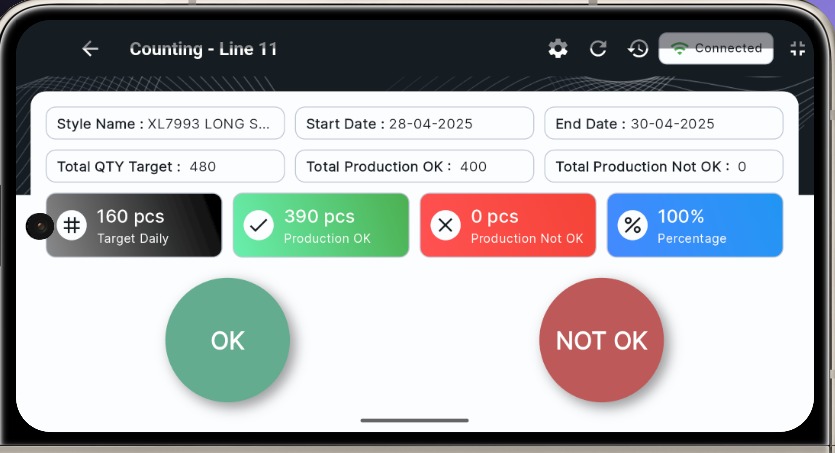 Counting - Line 11
Connected
Style Name : XL7993 LONG S...
Start Date : 28-04-2025
End Date : 30-04-2025
Total QTY Target : 480
Total Production OK : 400
Total Production Not OK : 0
160 pcs
Target Daily
390 pcs
Production OK
0 pcs
Production Not OK
100%
Percentage
OK
NOT OK